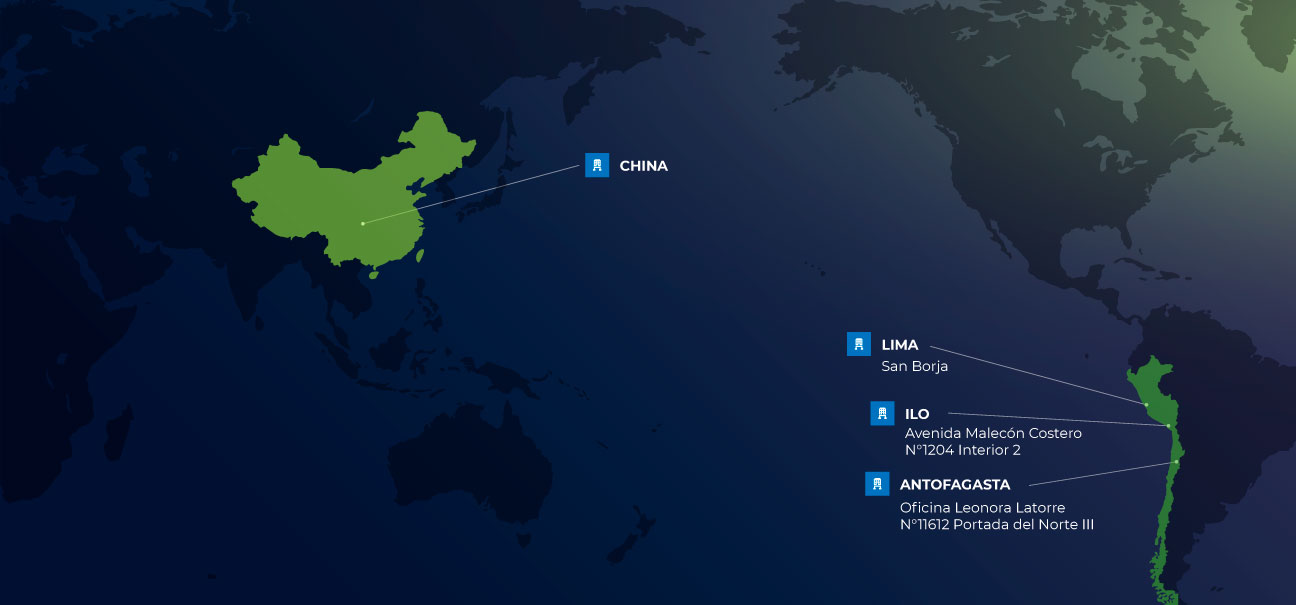 CHINA
LIMA
San Borja
ILO
Avenida Malecón Costero
N°1204 Interior 2
ANTOFAGASTA
Oficina Leonora Latorre
N°11612 Portada del Norte III